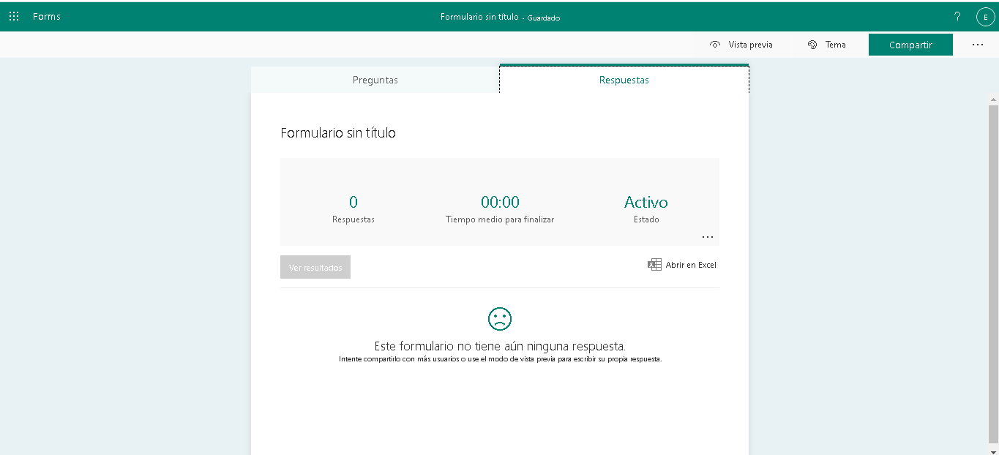 Forms
Formulario sin título - Guardado
?
E
Vista previa
Tema
Compartir
...
Preguntas
Respuestas
Formulario sin título
0
Respuestas
00:00
Tiempo medio para finalizar
Activo
Estado
...
Ver resultados
Abrir en Excel
Este formulario no tiene aún ninguna respuesta.
Intente compartirlo con más usuarios o use el modo de vista previa para escribir su propia respuesta.